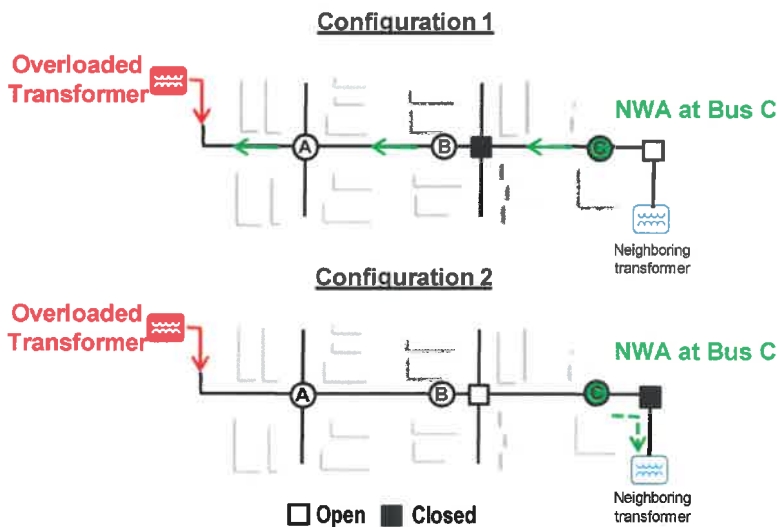 Configuration 1
Overloaded
Transformer
NWA at Bus C
A
B
C
Neighboring
transformer
Configuration 2
Overloaded
Transformer
NWA at Bus C
A
B
C
Neighboring
transformer
Open Closed